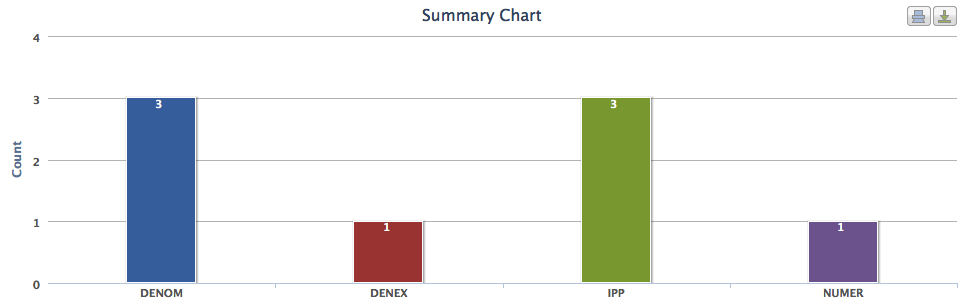 Summary Chart
4
3
2
1
0
Count
3
1
3
1
DENOM
DENEX
IPP
NUMER